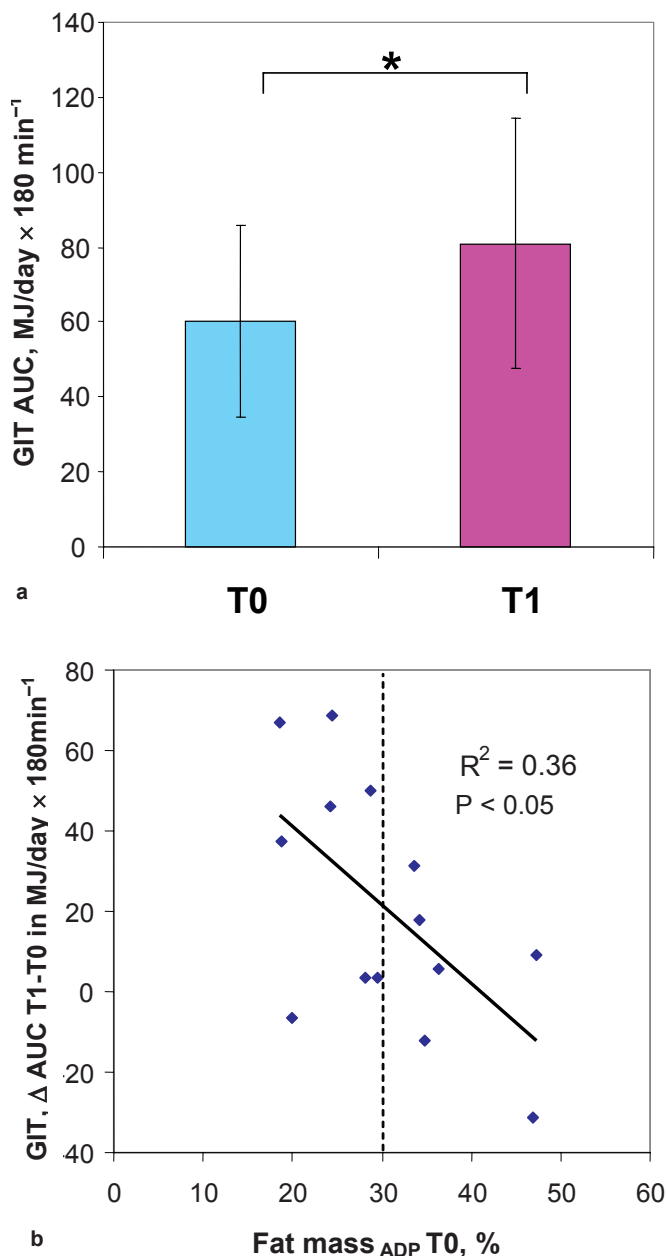 140
120
100
80
60
40
20
0
GIT AUC, MJ/day × 180 min⁻¹
*
a
T0 T1
80
60
40
20
0
20
40
GIT, Δ AUC T1-T0 in MJ/day × 180min⁻¹
R² = 0.36
P < 0.05
0 10 20 30 40 50 60
b
Fat mass ADP T0, %